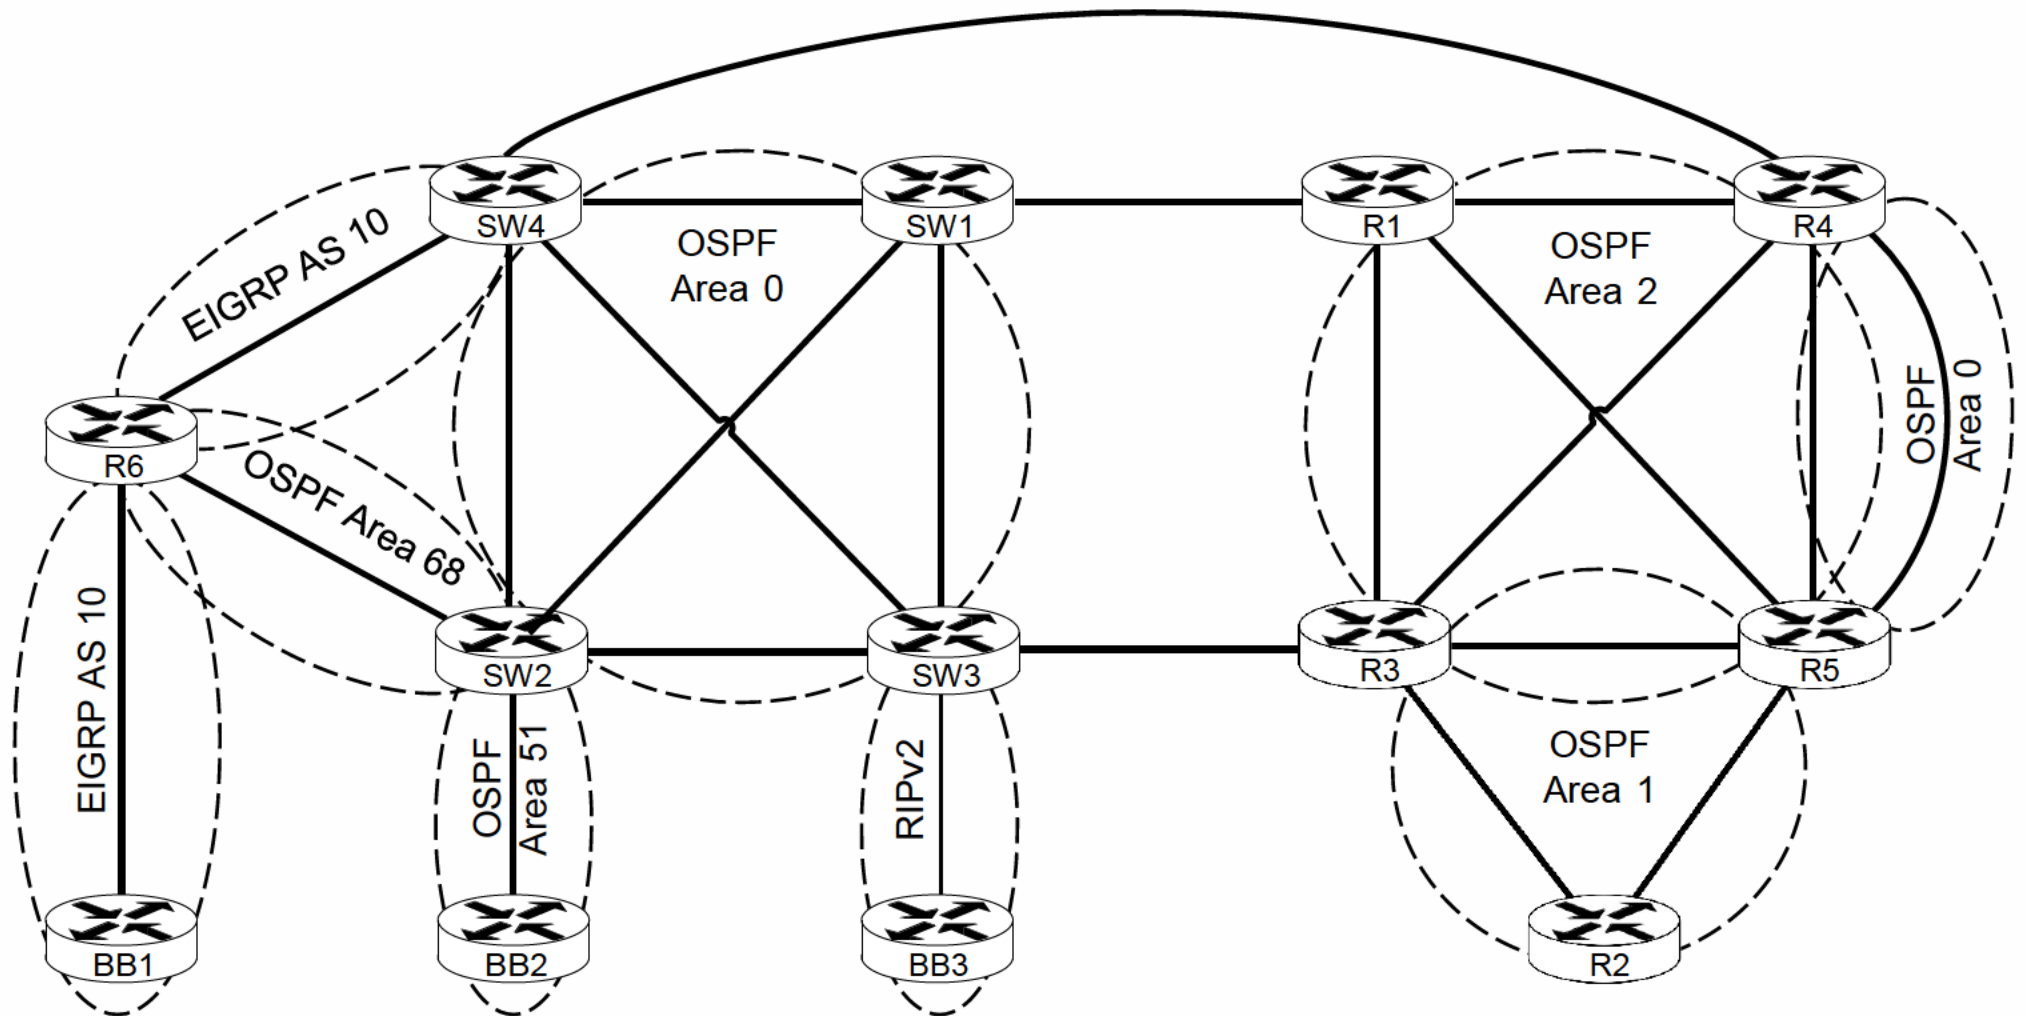 SW4
SW1
R1
R4
EIGRP AS 10
OSPF
Area 0
OSPF
Area 2
OSPF
Area 0
R6
OSPF Area 68
SW2
SW3
R3
R5
EIGRP AS 10
OSPF
Area 51
RIPv2
OSPF
Area 1
BB1
BB2
BB3
R2